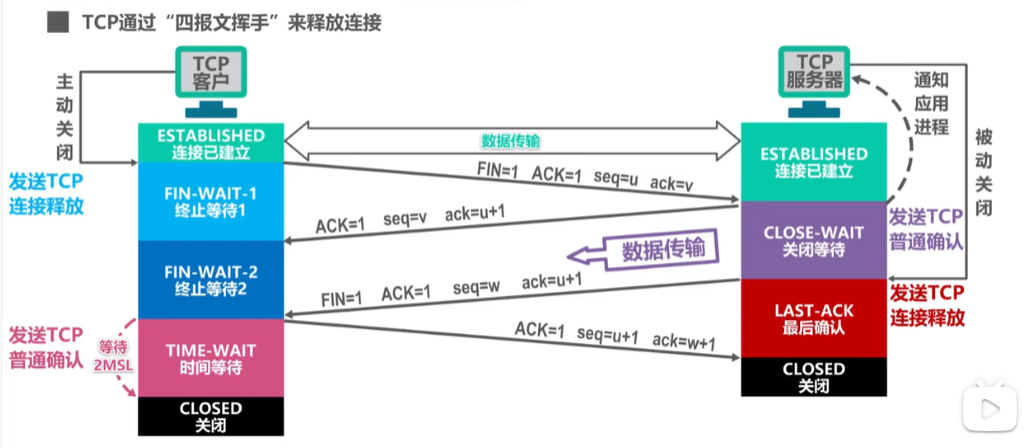 TCP通过“四报文挥手”来释放连接
TCP
客户
TCP
服务器
主动关闭
通知
应用
进程
被动关闭
ESTABLISHED
连接已建立
数据传输
ESTABLISHED
连接已建立
FIN=1 ACK=1 seq=u ack=v
发送TCP
连接释放
FIN-WAIT-1
终止等待1
ACK=1 seq=v ack=u+1
CLOSE-WAIT
关闭等待
发送TCP
普通确认
数据传输
FIN-WAIT-2
终止等待2
FIN=1 ACK=1 seq=w ack=u+1
LAST-ACK
最后确认
发送TCP
连接释放
发送TCP
普通确认
等待
2MSL
TIME-WAIT
时间等待
ACK=1 seq=u+1 ack=w+1
CLOSED
关闭
CLOSED
关闭